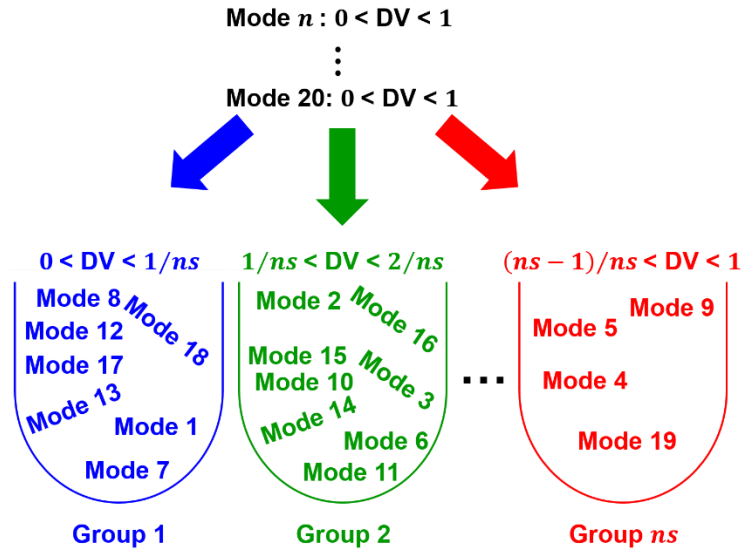 Mode n : 0 < DV < 1
⋮
Mode 20: 0 < DV < 1
0 < DV < 1/ns
Mode 8
Mode 18
Mode 12
Mode 17
Mode 13
Mode 1
Mode 7
Group 1
1/ns < DV < 2/ns
Mode 2
Mode 16
Mode 15
Mode 10
Mode 3
Mode 14
Mode 6
Mode 11
Group 2
...
(ns − 1)/ns < DV < 1
Mode 9
Mode 5
Mode 4
Mode 19
Group ns